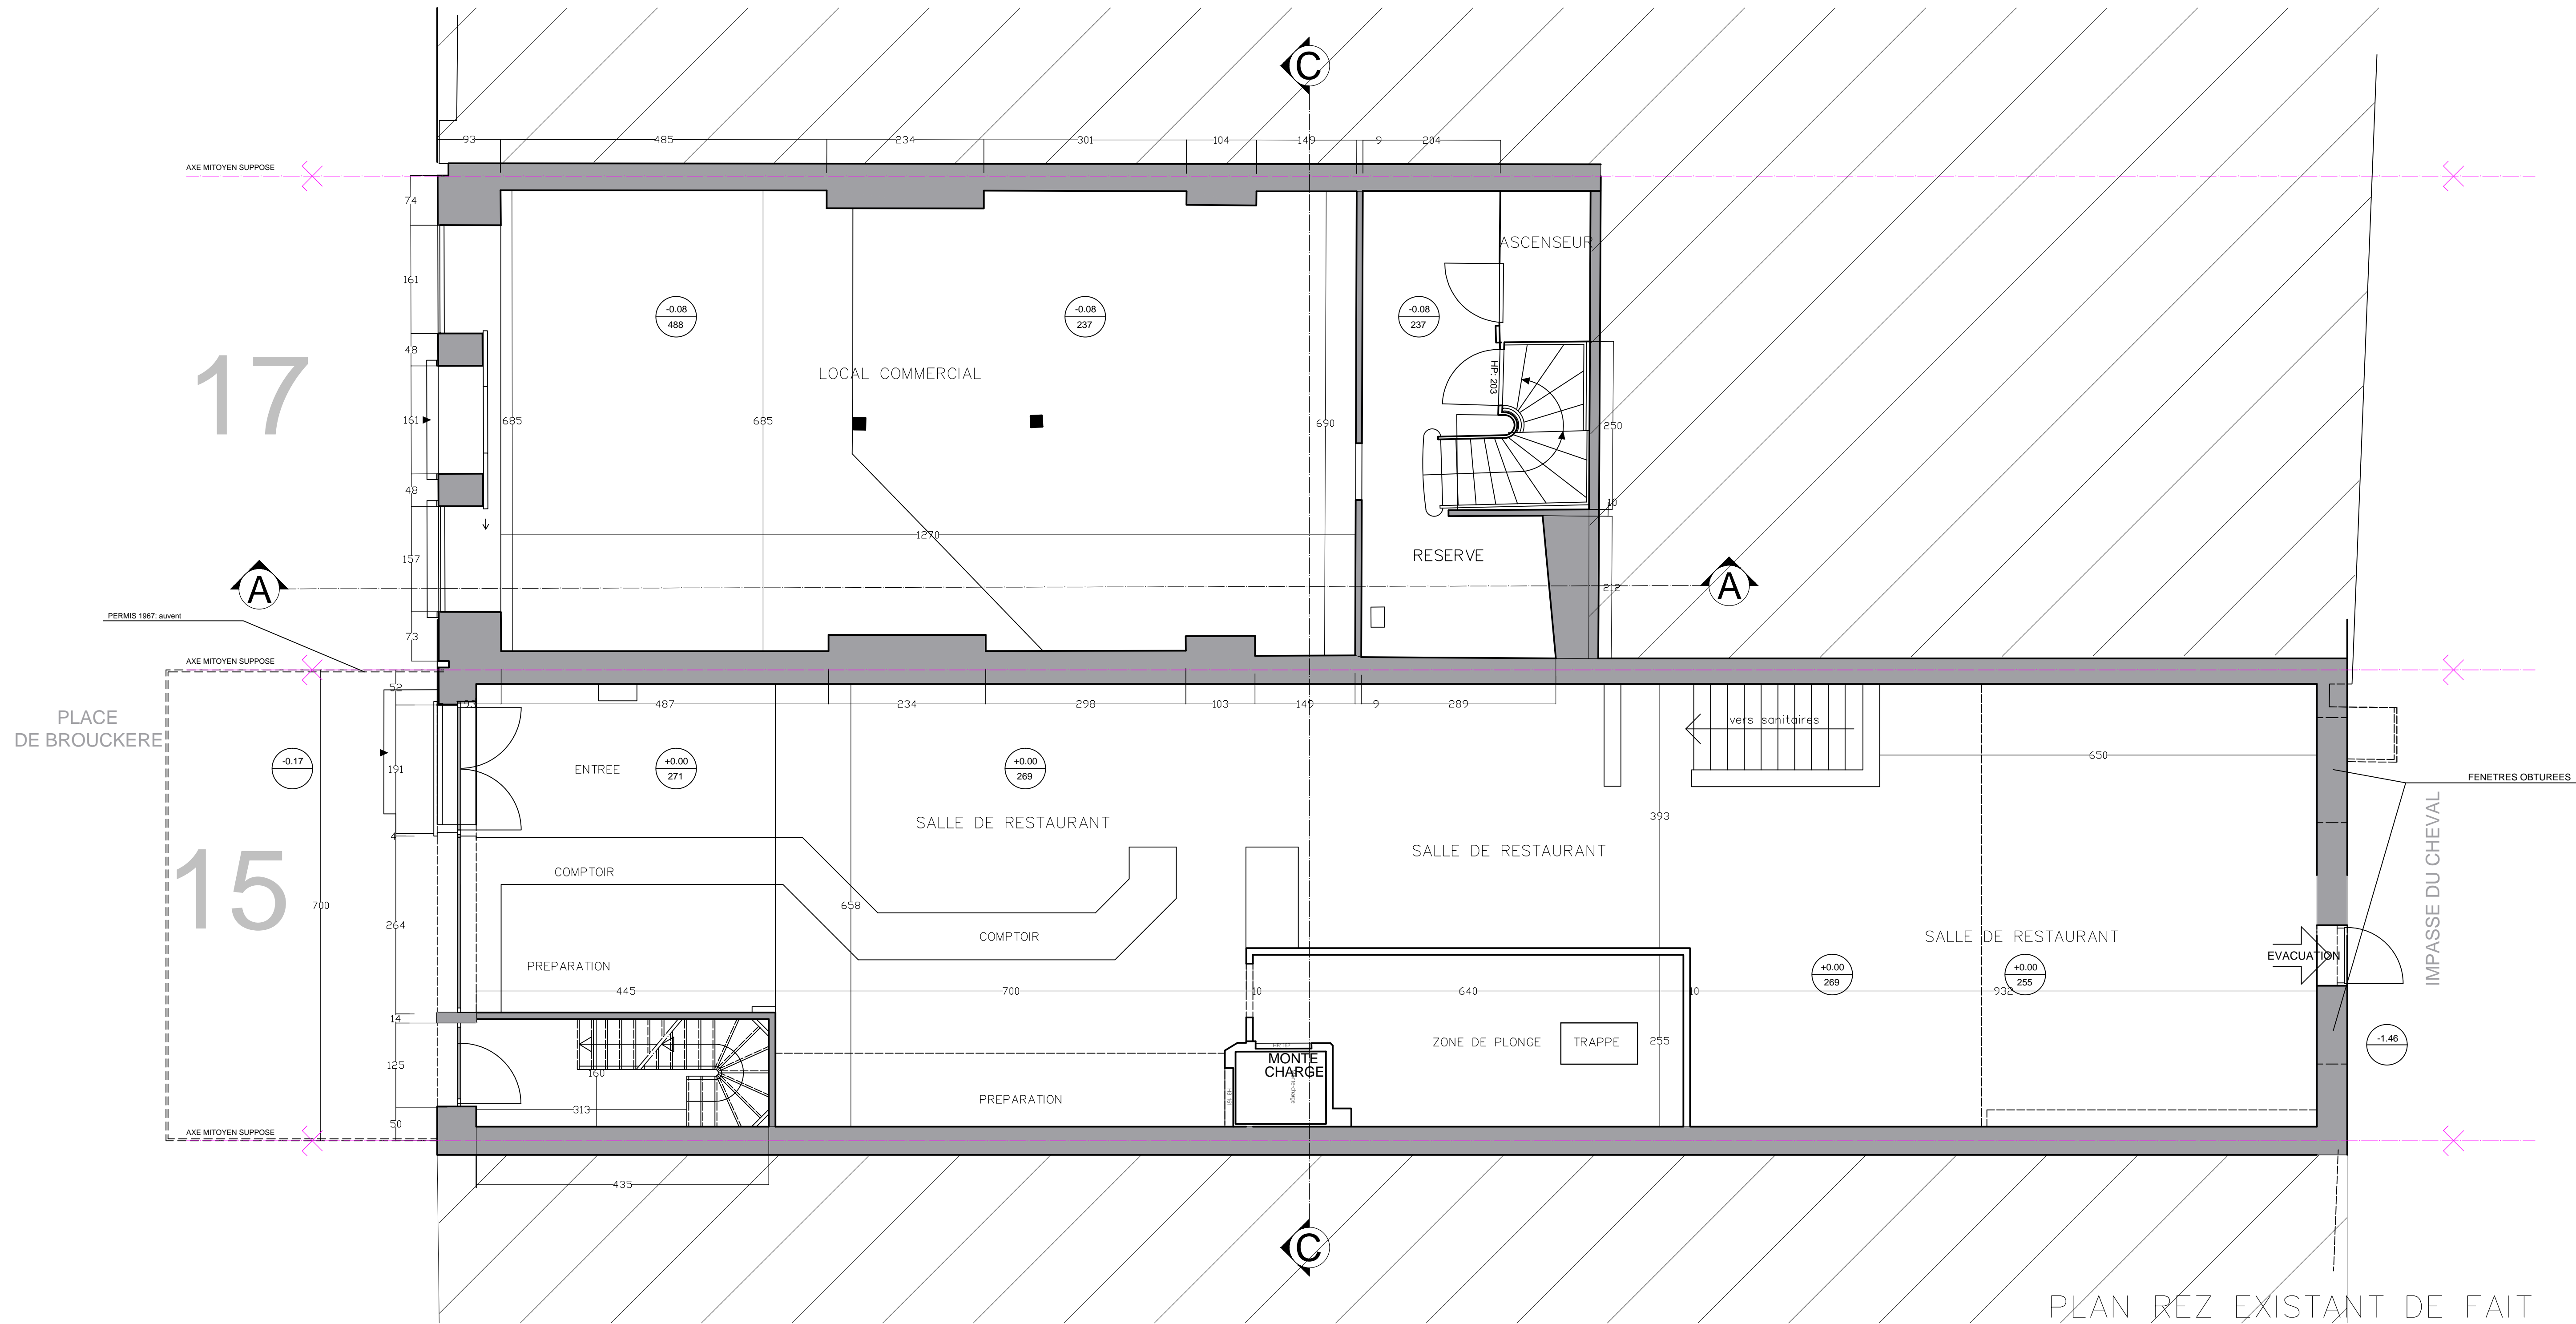 C
93 485 234 301 104 149 9 204
AXE MITOYEN SUPPOSE
74
ASCENSEUR
161
-0.08
488
-0.08
237
-0.08
237
17
48
LOCAL COMMERCIAL
HP: 203
161
685
685
690
250
48
10
1270
157
RESERVE
A
A
212
PERMIS 1967: auvent
73
AXE MITOYEN SUPPOSE
52
93 487 234 298 103 149 9 289
PLACE
DE BROUCKERE
vers sanitaires
650
-0.17
191
ENTREE
+0.00
271
+0.00
269
FENETRES OBTUREES
393
SALLE DE RESTAURANT
4
SALLE DE RESTAURANT
IMPASSE DU CHEVAL
COMPTOIR
15
700
658
264
COMPTOIR
SALLE DE RESTAURANT
EVACUATION
PREPARATION
+0.00
269
+0.00
255
445 700 10 640 10 932
14
ZONE DE PLONGE
TRAPPE
255
-1.46
MONTE
CHARGE
monte-charge
125
160
PREPARATION
313
50
AXE MITOYEN SUPPOSE
435
C
PLAN REZ EXISTANT DE FAIT